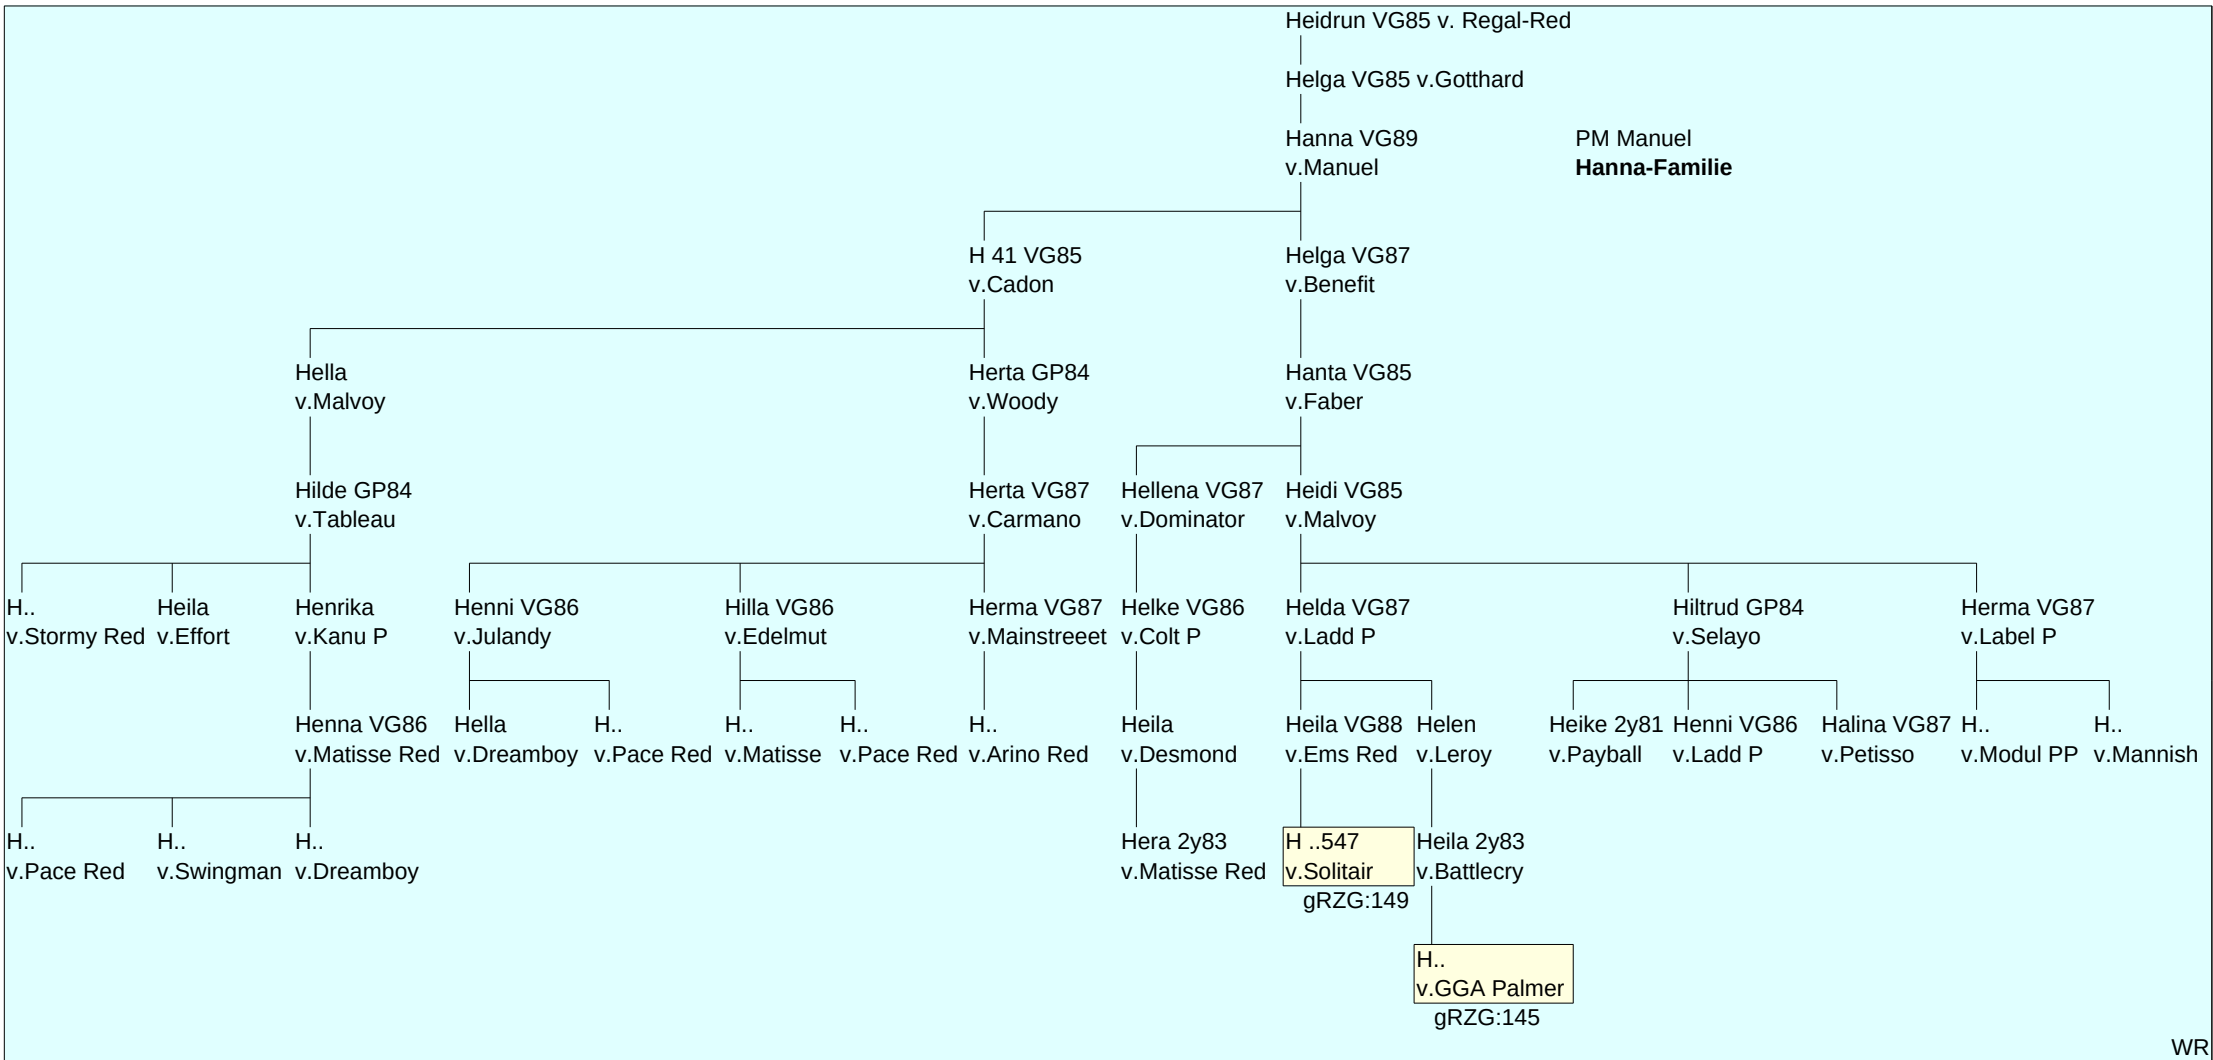 Heidrun VG85 v. Regal-Red
Helga VG85 v.Gotthard
Hanna VG89
v.Manuel
PM Manuel
Hanna-Familie
H 41 VG85
v.Cadon
Helga VG87
v.Benefit
Hella
v.Malvoy
Herta GP84
v.Woody
Hanta VG85
v.Faber
Hilde GP84
v.Tableau
Herta VG87
v.Carmano
Hellena VG87
v.Dominator
Heidi VG85
v.Malvoy
H..
v.Stormy Red
Heila
v.Effort
Henrika
v.Kanu P
Henni VG86
v.Julandy
Hilla VG86
v.Edelmut
Herma VG87
v.Mainstreeet
Helke VG86
v.Colt P
Helda VG87
v.Ladd P
Hiltrud GP84
v.Selayo
Herma VG87
v.Label P
Henna VG86
v.Matisse Red
Hella
v.Dreamboy
H..
v.Pace Red
H..
v.Matisse
H..
v.Pace Red
H..
v.Arino Red
Heila
v.Desmond
Heila VG88
v.Ems Red
Helen
v.Leroy
Heike 2y81
v.Payball
Henni VG86
v.Ladd P
Halina VG87
v.Petisso
H..
v.Modul PP
H..
v.Mannish
H..
v.Pace Red
H..
v.Swingman
H..
v.Dreamboy
Hera 2y83
v.Matisse Red
H ..547
v.Solitair
gRZG:149
Heila 2y83
v.Battlecry
H..
v.GGA Palmer
gRZG:145
WR